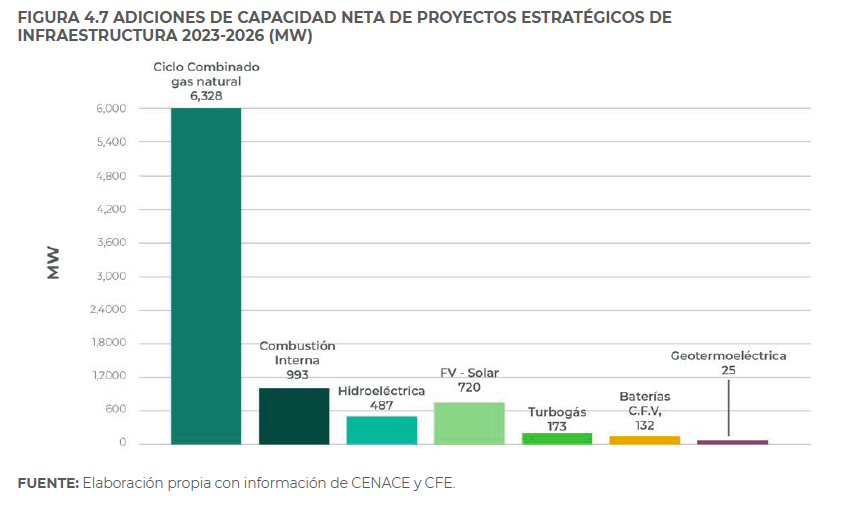 FIGURA 4.7 ADICIONES DE CAPACIDAD NETA DE PROYECTOS ESTRATÉGICOS DE
INFRAESTRUCTURA 2023-2026 (MW)
Ciclo Combinado
gas natural
6,328
6,000
5,400
4,800
4,200
3,600
3,000
2,4000
1,8000
1,2000
600
0
MW
Combustión
Interna
993
Hidroeléctrica
487
FV - Solar
720
Turbogás
173
Baterías
C.F.V,
132
Geotermoeléctrica
25
FUENTE: Elaboración propia con información de CENACE y CFE.